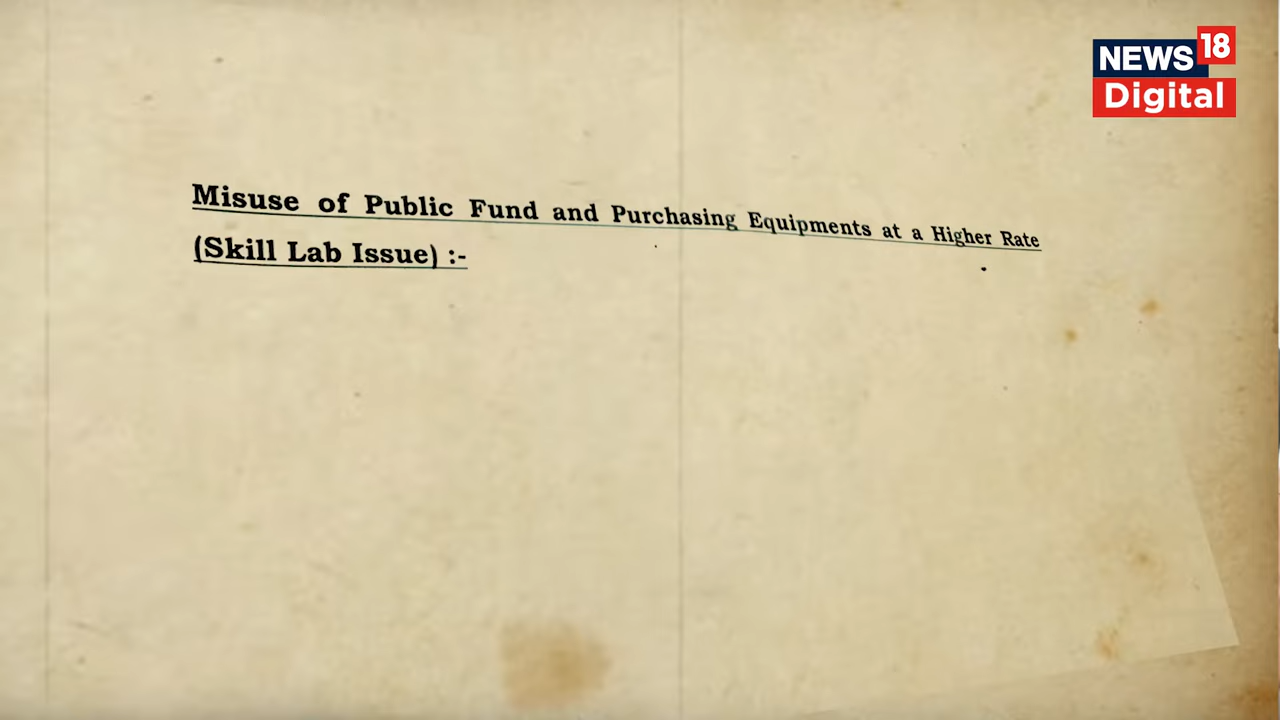 NEWS 18
Digital
Misuse of Public Fund and Purchasing Equipments at a Higher Rate
(Skill Lab Issue) :-